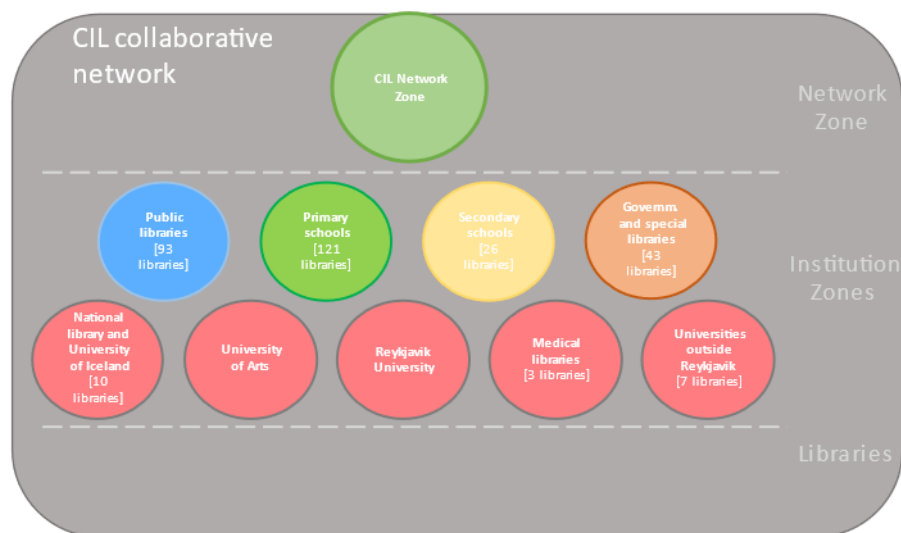 CIL collaborative
network
CIL Network
Zone
Network
Zone
Public
libraries
[93
libraries]
Primary
schools
[121
libraries]
Secondary
schools
[26
libraries]
Governm.
and special
libraries
[43
libraries]
Institution
Zones
National
library and
University
of Iceland
[10
libraries]
University
of Arts
Reykjavik
University
Medical
libraries
[3 libraries]
Universities
outside
Reykjavik
[7 libraries]
Libraries